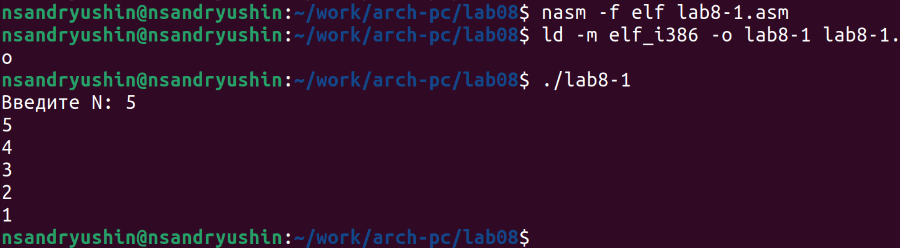 nsandryushin@nsandryushin:~/work/arch-pc/lab08$ nasm -f elf lab8-1.asm
nsandryushin@nsandryushin:~/work/arch-pc/lab08$ ld -m elf_i386 -o lab8-1 lab8-1.
o
nsandryushin@nsandryushin:~/work/arch-pc/lab08$ ./lab8-1
Введите N: 5
5
4
3
2
1
nsandryushin@nsandryushin:~/work/arch-pc/lab08$